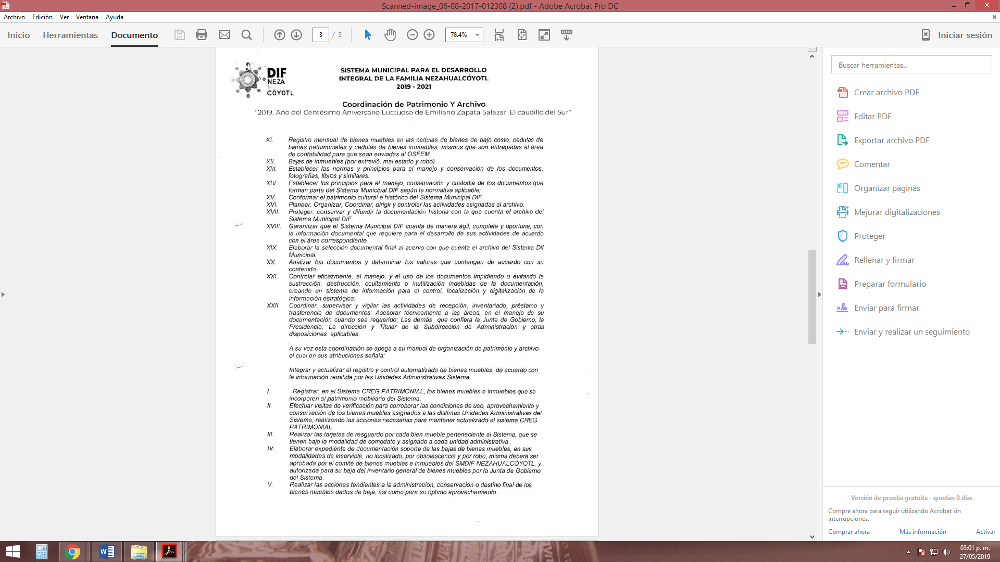 Scanned-image_06-08-2017-012308 (2).pdf - Adobe Acrobat Pro DC
Archivo Edición Ver Ventana Ayuda
Inicio Herramientas Documento 3 / 5 78.4% Iniciar sesión
DIF
NEZA
HUAL
COYOTL
SISTEMA MUNICIPAL PARA EL DESARROLLO
INTEGRAL DE LA FAMILIA NEZAHUALCÓYOTL
2019 - 2021
Coordinación de Patrimonio Y Archivo
"2019, Año del Centésimo Aniversario Luctuoso de Emiliano Zapata Salazar, El caudillo del Sur"
XI. Registro mensual de bienes muebles en las cedulas de bienes de bajo costo, cedulas de
bienes patrimoniales y cedulas de bienes inmuebles, mismos que son entregadas al área
de contabilidad para que sean enviadas al OSFEM.
XII. Bajas de inmuebles (por extravió, mal estado y robo).
XIII. Establecer las normas y principios para el manejo y conservación de los documentos,
fotografías, libros y similares.
XIV. Establecer los principios para el manejo, conservación y custodia de los documentos que
forman parte del Sistema Municipal DIF según la normativa aplicable;
XV. Conformar el patrimonio cultural e histórico del Sistema Municipal DIF.
XVI. Planear, Organizar, Coordinar, dirigir y controlar las actividades asignadas al archivo.
XVII. Proteger, conservar y difundir la documentación historia con la que cuenta el archivo del
Sistema Municipal DIF.
XVIII. Garantizar que el Sistema Municipal DIF cuanta de manera ágil, completa y oportuna, con
la información documental que requiere para el desarrollo de sus actividades de acuerdo
con el área correspondiente.
XIX. Elaborar la selección documental final al acervo con que cuenta el archivo del Sistema Dif
Municipal.
XX. Analizar los documentos y determinar los valores que contengan de acuerdo con su
contenido
XXI. Controlar eficazmente, el manejo, y el uso de los documentos impidiendo o evitando la
sustracción, destrucción, ocultamiento o inutilización indebidas de la documentación,
creando un sistema de información para el control, localización y digitalización de la
información estratégica.
XXII. Coordinar, supervisar y vigilar las actividades de recepción, inventariado, préstamo y
trasferencia de documentos; Asesorar técnicamente a las áreas, en el manejo de su
documentación cuando sea requerido; Las demás que confiera la Junta de Gobierno, la
Presidencia; La dirección y Titular de la Subdirección de Administración y otras
disposiciones aplicables.
A su vez esta coordinación se apega a su manual de organización de patrimonio y archivo
el cual en sus atribuciones señala:
Integrar y actualizar el registro y control automatizado de bienes muebles, de acuerdo con
la información remitida por las Unidades Administrativas Sistema.
I. Registrar, en el Sistema CREG PATRIMONIAL, los bienes muebles e inmuebles que se
incorporen al patrimonio mobiliario del Sistema.
II. Efectuar visitas de verificación para corroborar las condiciones de uso, aprovechamiento y
conservación de los bienes muebles asignados a las distintas Unidades Administrativas del
Sistema, realizando las acciones necesarias para mantener actualizado el sistema CREG
PATRIMONIAL.
III. Realizar las tarjetas de resguardo por cada bien mueble perteneciente al Sistema, que se
tienen bajo la modalidad de comodato y asignado a cada unidad administrativa.
IV. Elaborar expediente de documentación soporte de las bajas de bienes muebles, en sus
modalidades de inservible, no localizado, por obsolescencia y por robo, misma deberá ser
aprobada por el comité de bienes muebles e inmuebles del SMDIF NEZAHUALCÓYOTL, y
autorizada para su baja del inventario general de bienes muebles por la Junta de Gobierno
del Sistema.
V. Realizar las acciones tendientes a la administración, conservación o destino final de los
bienes muebles dados de baja, así como para su óptimo aprovechamiento.
Buscar herramientas...
Crear archivo PDF
Editar PDF
Exportar archivo PDF
Comentar
Organizar páginas
Mejorar digitalizaciones
Proteger
Rellenar y firmar
Preparar formulario
Enviar para firmar
Enviar y realizar un seguimiento
Versión de prueba gratuita - quedan 0 días
Compre ahora para seguir utilizando Acrobat sin
interrupciones.
Comprar ahora Más información Activar
03:01 p. m.
27/05/2019